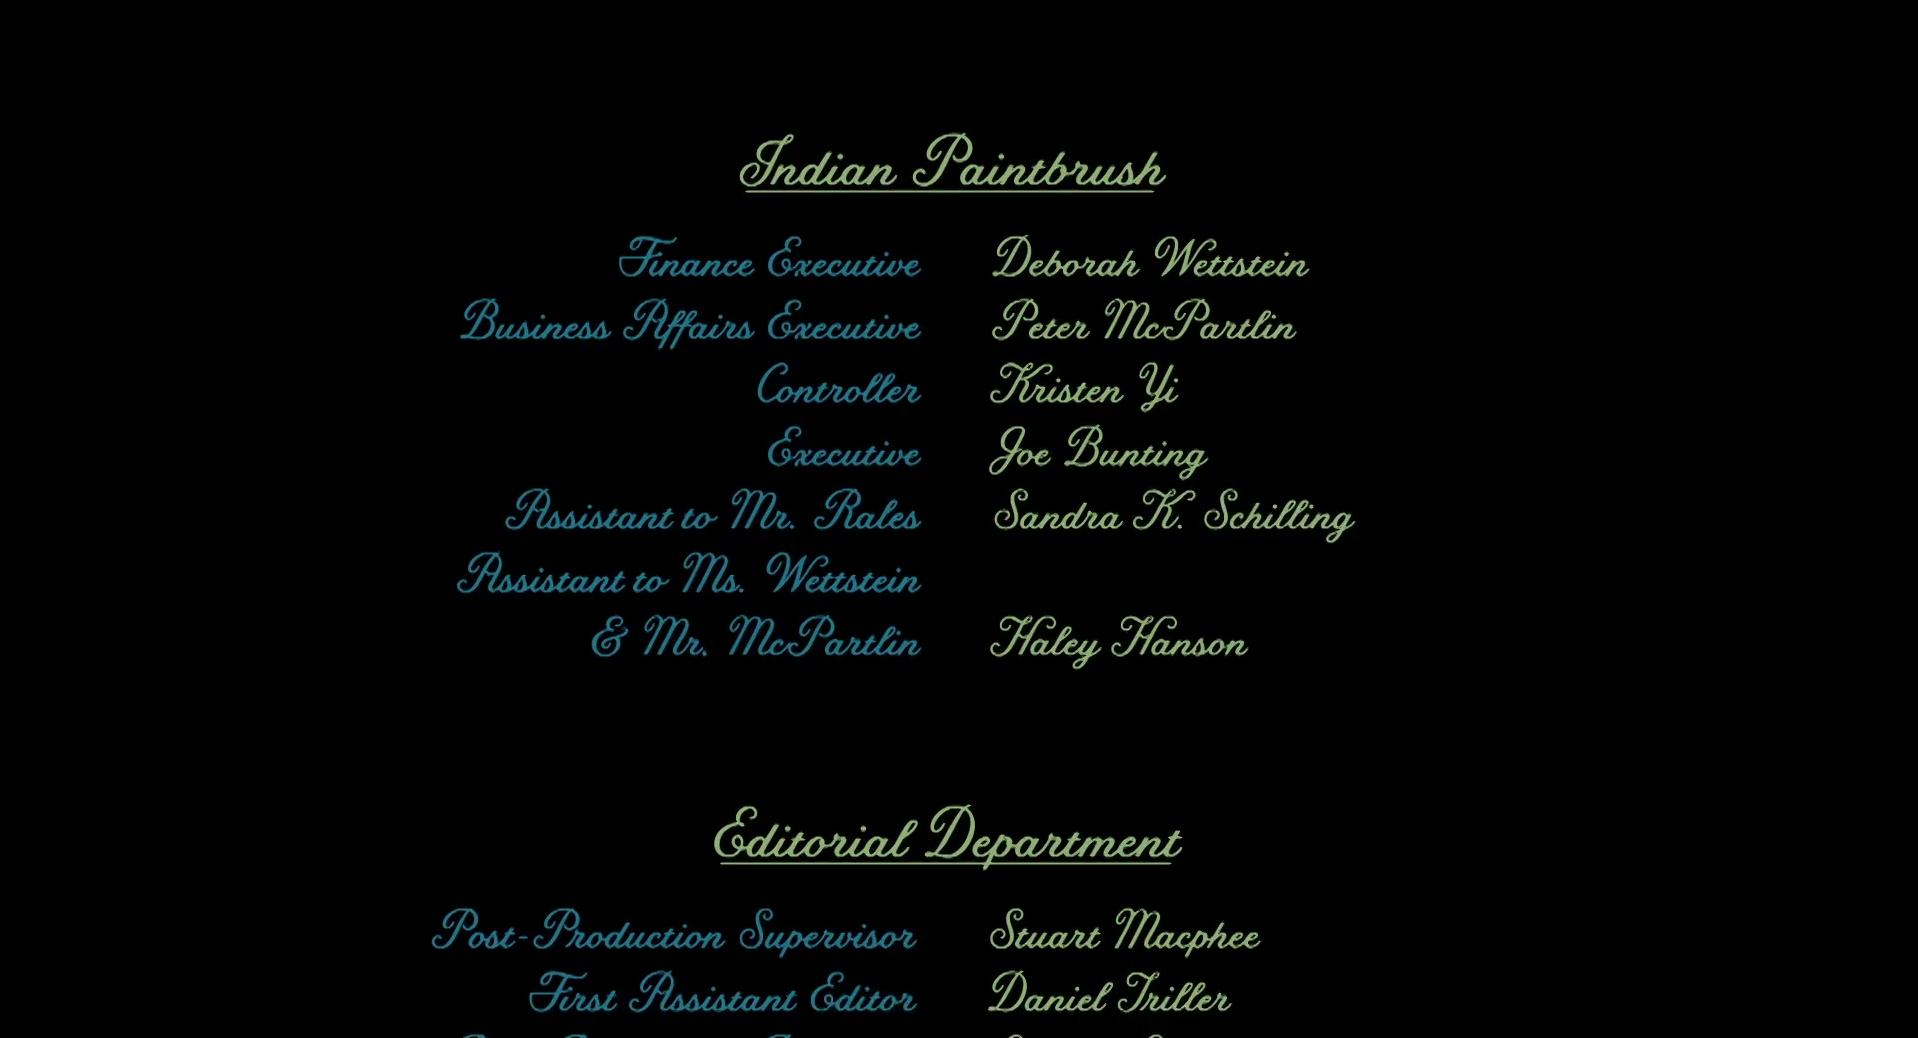 Indian Paintbrush
Finance Executive Deborah Wettstein
Business Affairs Executive Peter McPartlin
Controller Kristen Yi
Executive Joe Bunting
Assistant to Mr. Rales Sandra K. Schilling
Assistant to Ms. Wettstein
& Mr. McPartlin Haley Hanson
Editorial Department
Post-Production Supervisor Stuart Macphee
First Assistant Editor Daniel Triller